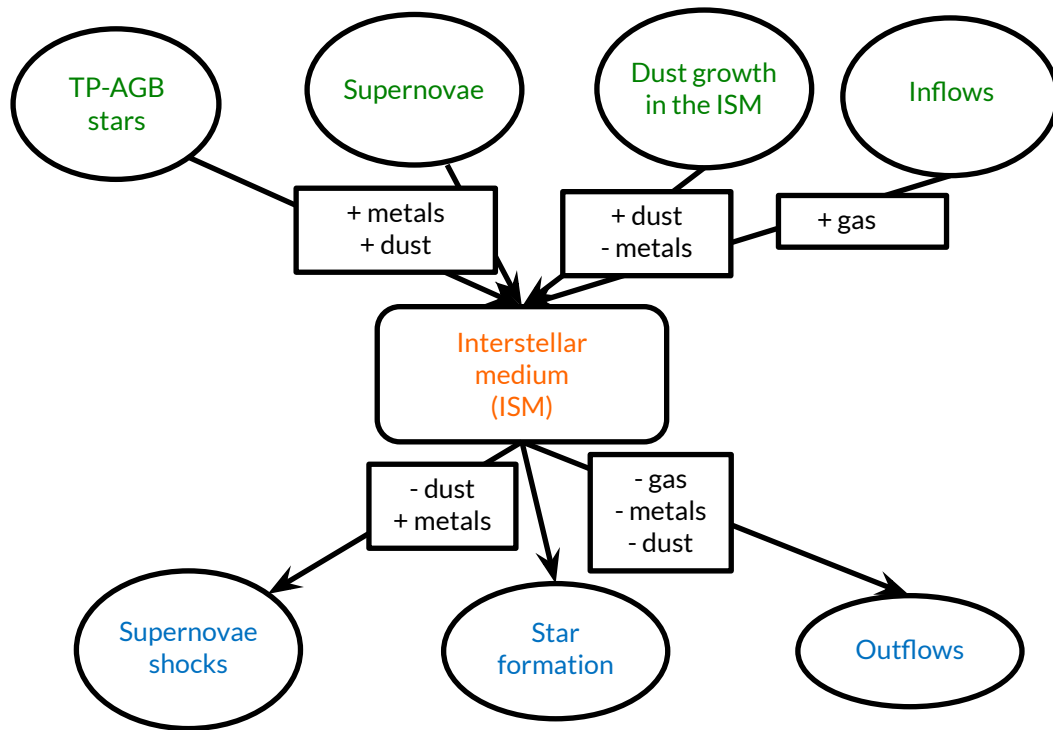 TP-AGB
stars
Supernovae
Dust growth
in the ISM
Inflows
+ metals
+ dust
+ dust
- metals
+ gas
Interstellar
medium
(ISM)
- dust
+ metals
- gas
- metals
- dust
Supernovae
shocks
Star
formation
Outflows